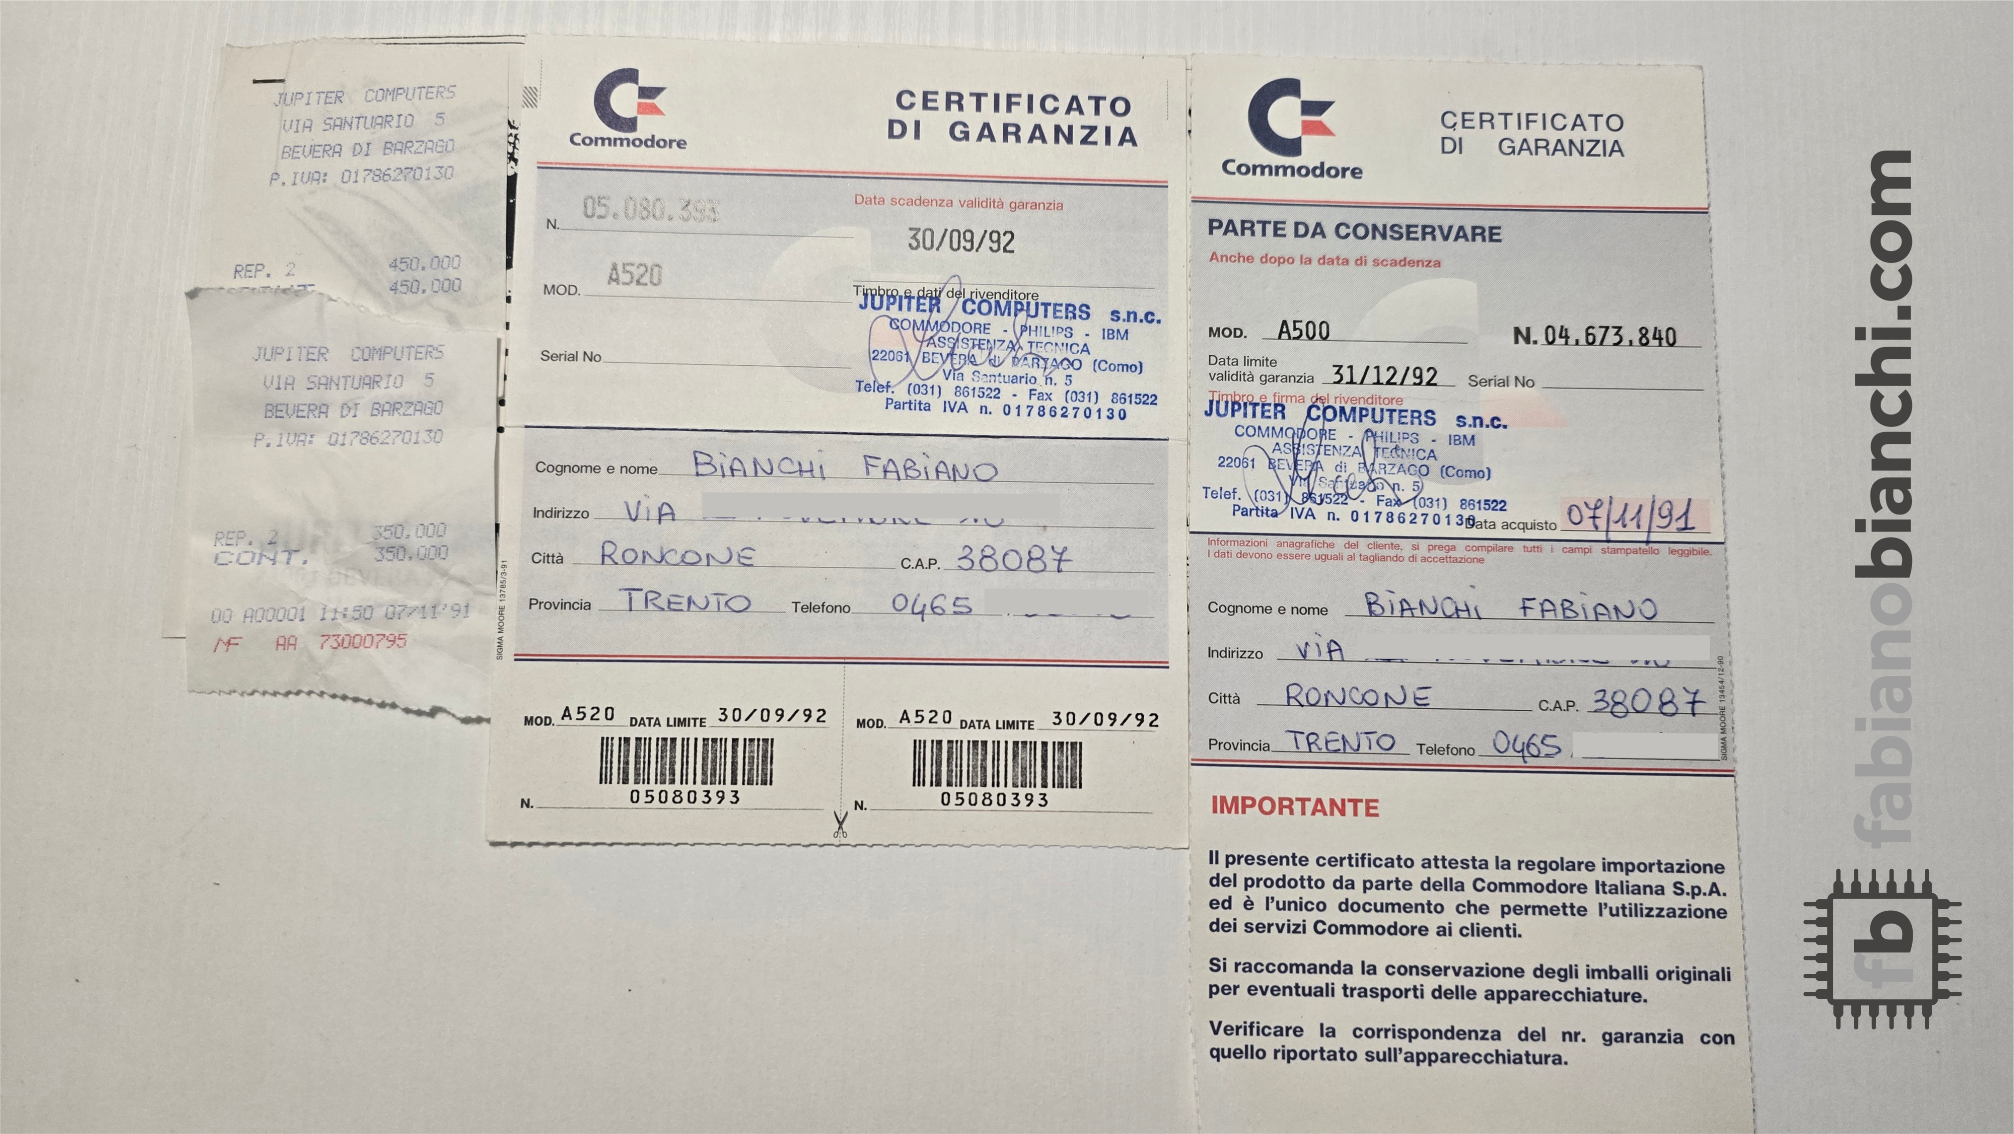 JUPITER COMPUTERS
VIA SANTUARIO 5
BEVERA DI BARZAGO
P.IVA: 01786270130
REP. 2 450.000
450.000
JUPITER COMPUTERS
VIA SANTUARIO 5
BEVERA DI BARZAGO
P.IVA: 01786270130
REP. 2 350.000
CONT. 350.000
00 A00001 11:50 07/11'91
MF AA 73000795
Commodore
CERTIFICATO
DI GARANZIA
N. 05.080.393
Data scadenza validità garanzia
30/09/92
MOD. A520
Timbro e dati del rivenditore
JUPITER COMPUTERS s.n.c.
COMMODORE - PHILIPS - IBM
ASSISTENZA TECNICA
22061 BEVERA di BARZAGO (Como)
Via Santuario n. 5
Telef. (031) 861522 - Fax (031) 861522
Partita IVA n. 01786270130
Serial No
Cognome e nome BIANCHI FABIANO
Indirizzo VIA
Città RONCONE C.A.P. 38087
Provincia TRENTO Telefono 0465
SIGMA MOORE 13785/3-91
MOD. A520 DATA LIMITE 30/09/92
05080393
N.
MOD. A520 DATA LIMITE 30/09/92
05080393
N.
Commodore
CERTIFICATO
DI GARANZIA
PARTE DA CONSERVARE
Anche dopo la data di scadenza
MOD. A500 N. 04.673.840
Data limite
validità garanzia 31/12/92 Serial No
Timbro e firma del rivenditore
JUPITER COMPUTERS s.n.c.
COMMODORE - PHILIPS - IBM
ASSISTENZA TECNICA
22061 BEVERA di BARZAGO (Como)
Via Santuario n. 5
Telef. (031) 861522 - Fax (031) 861522
Partita IVA n. 01786270130
Data acquisto 07/11/91
Informazioni anagrafiche del cliente, si prega compilare tutti i campi stampatello leggibile.
I dati devono essere uguali al tagliando di accettazione
Cognome e nome BIANCHI FABIANO
Indirizzo VIA
Città RONCONE C.A.P. 38087
Provincia TRENTO Telefono 0465
SIGMA MOORE 13454/12-90
IMPORTANTE
Il presente certificato attesta la regolare importazione
del prodotto da parte della Commodore Italiana S.p.A.
ed è l'unico documento che permette l'utilizzazione
dei servizi Commodore ai clienti.
Si raccomanda la conservazione degli imballi originali
per eventuali trasporti delle apparecchiature.
Verificare la corrispondenza del nr. garanzia con
quello riportato sull'apparecchiatura.
fb fabianobianchi.com